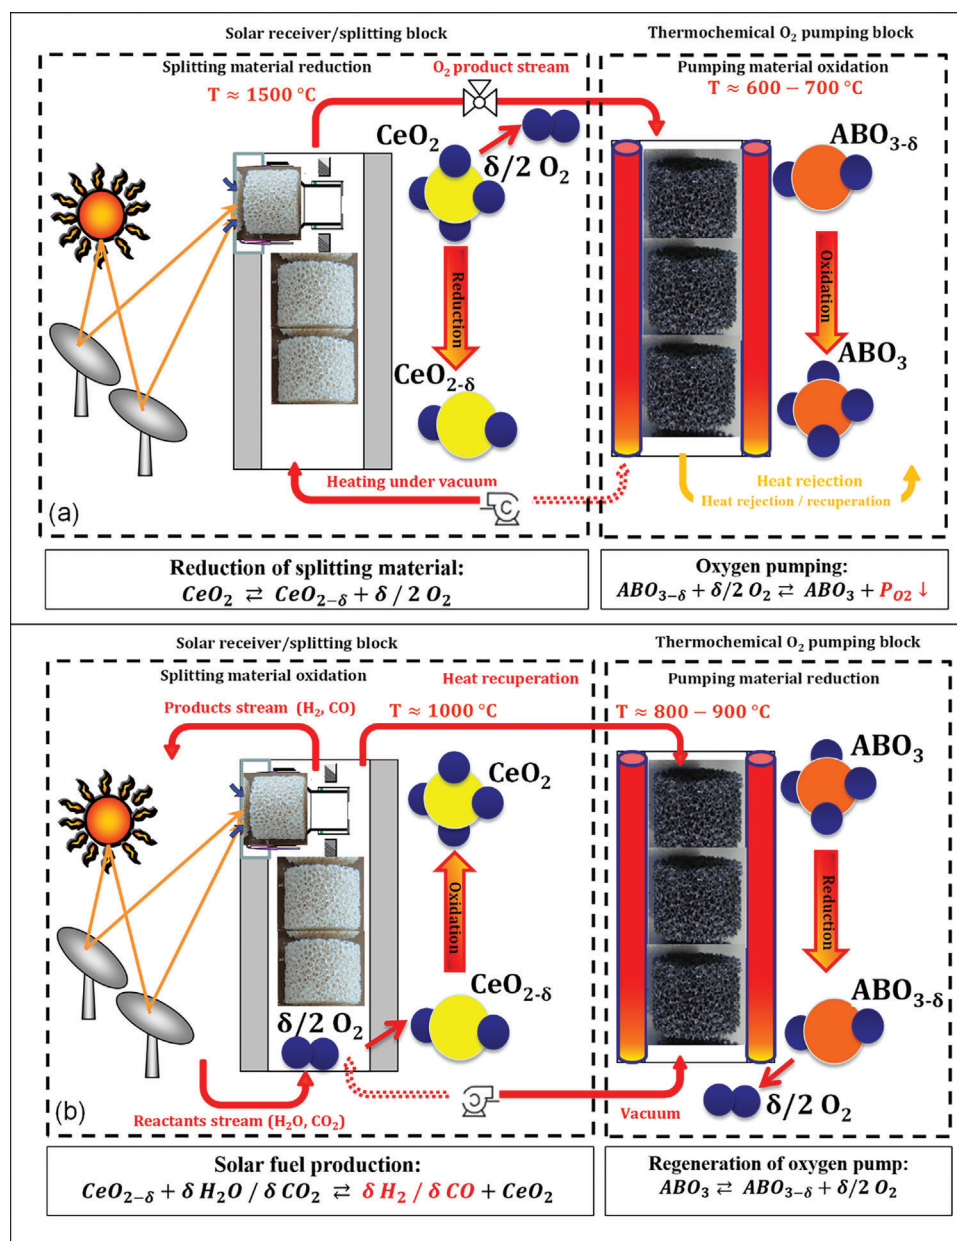 Solar receiver/splitting block
Thermochemical O₂ pumping block
Splitting material reduction
O₂ product stream
Pumping material oxidation
T ≈ 1500 °C
T ≈ 600 − 700 °C
CeO₂
δ/2 O₂
ABO₃₋δ
Reduction
Oxidation
CeO₂₋δ
ABO₃
Heating under vacuum
C
Heat rejection
Heat rejection / recuperation
(a)
Reduction of splitting material:
CeO₂ ⇄ CeO₂₋δ + δ / 2 O₂
Oxygen pumping:
ABO₃₋δ + δ/2 O₂ ⇄ ABO₃ + P_O2 ↓
Solar receiver/splitting block
Thermochemical O₂ pumping block
Splitting material oxidation
Heat recuperation
Pumping material reduction
Products stream (H₂, CO)
T ≈ 1000 °C
T ≈ 800 − 900 °C
CeO₂
ABO₃
Oxidation
Reduction
CeO₂₋δ
ABO₃₋δ
δ/2 O₂
C
δ/2 O₂
(b)
Reactants stream (H₂O, CO₂)
Vacuum
Solar fuel production:
CeO₂₋δ + δ H₂O / δ CO₂ ⇄ δ H₂ / δ CO + CeO₂
Regeneration of oxygen pump:
ABO₃ ⇄ ABO₃₋δ + δ/2 O₂